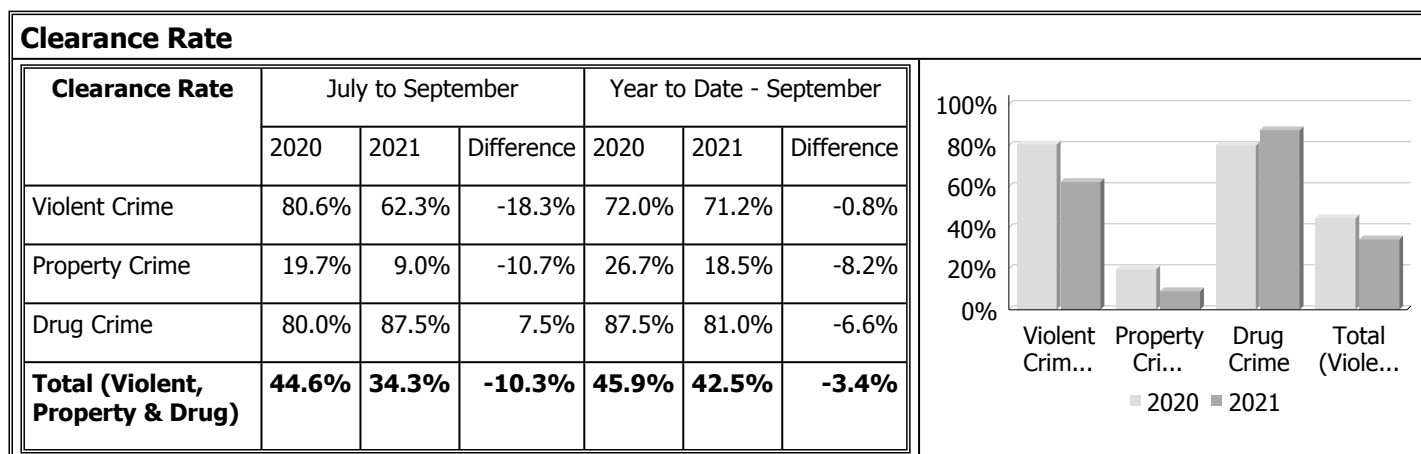 Clearance Rate
Clearance Rate July to September Year to Date - September
2020 2021 Difference 2020 2021 Difference
Violent Crime 80.6% 62.3% -18.3% 72.0% 71.2% -0.8%
Property Crime 19.7% 9.0% -10.7% 26.7% 18.5% -8.2%
Drug Crime 80.0% 87.5% 7.5% 87.5% 81.0% -6.6%
Total (Violent, 44.6% 34.3% -10.3% 45.9% 42.5% -3.4%
Property & Drug)
100%
80%
60%
40%
20%
0%
Violent Property Drug Total
Crim... Cri... Crime (Viole...
2020 2021